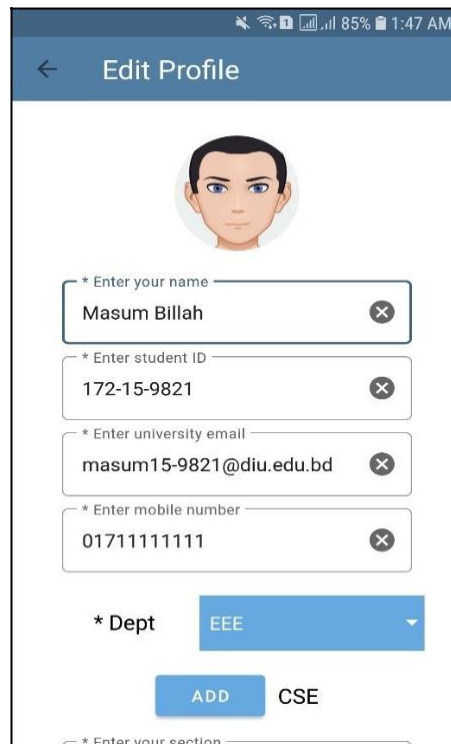 85% 1:47 AM
Edit Profile
* Enter your name
Masum Billah
* Enter student ID
172-15-9821
* Enter university email
masum15-9821@diu.edu.bd
* Enter mobile number
01711111111
* Dept EEE
ADD CSE
* Enter your section